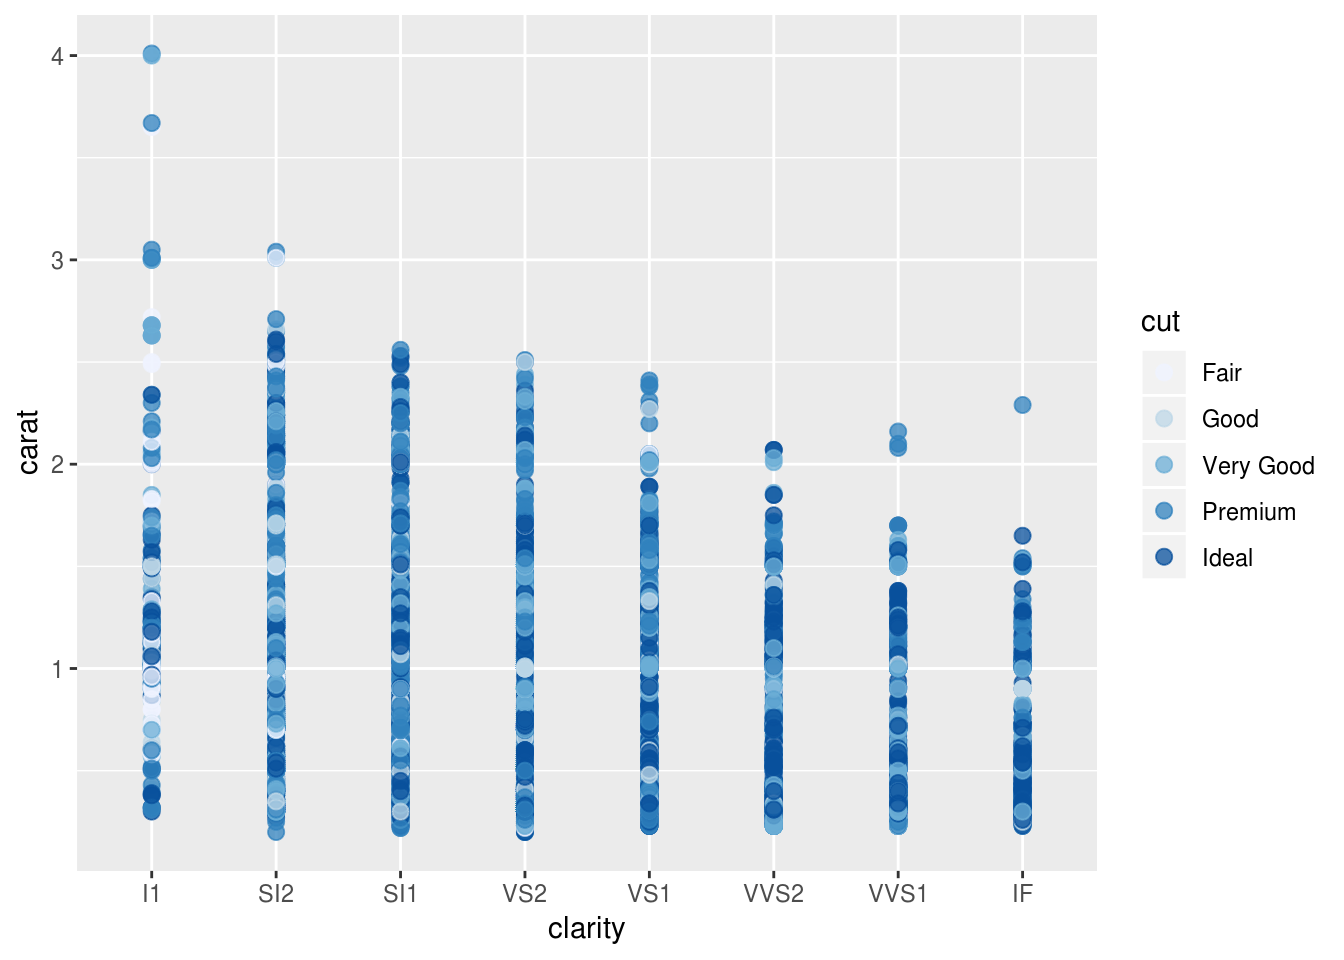 4
3
2
1
carat
I1 SI2 SI1 VS2 VS1 VVS2 VVS1 IF
clarity
cut
Fair
Good
Very Good
Premium
Ideal